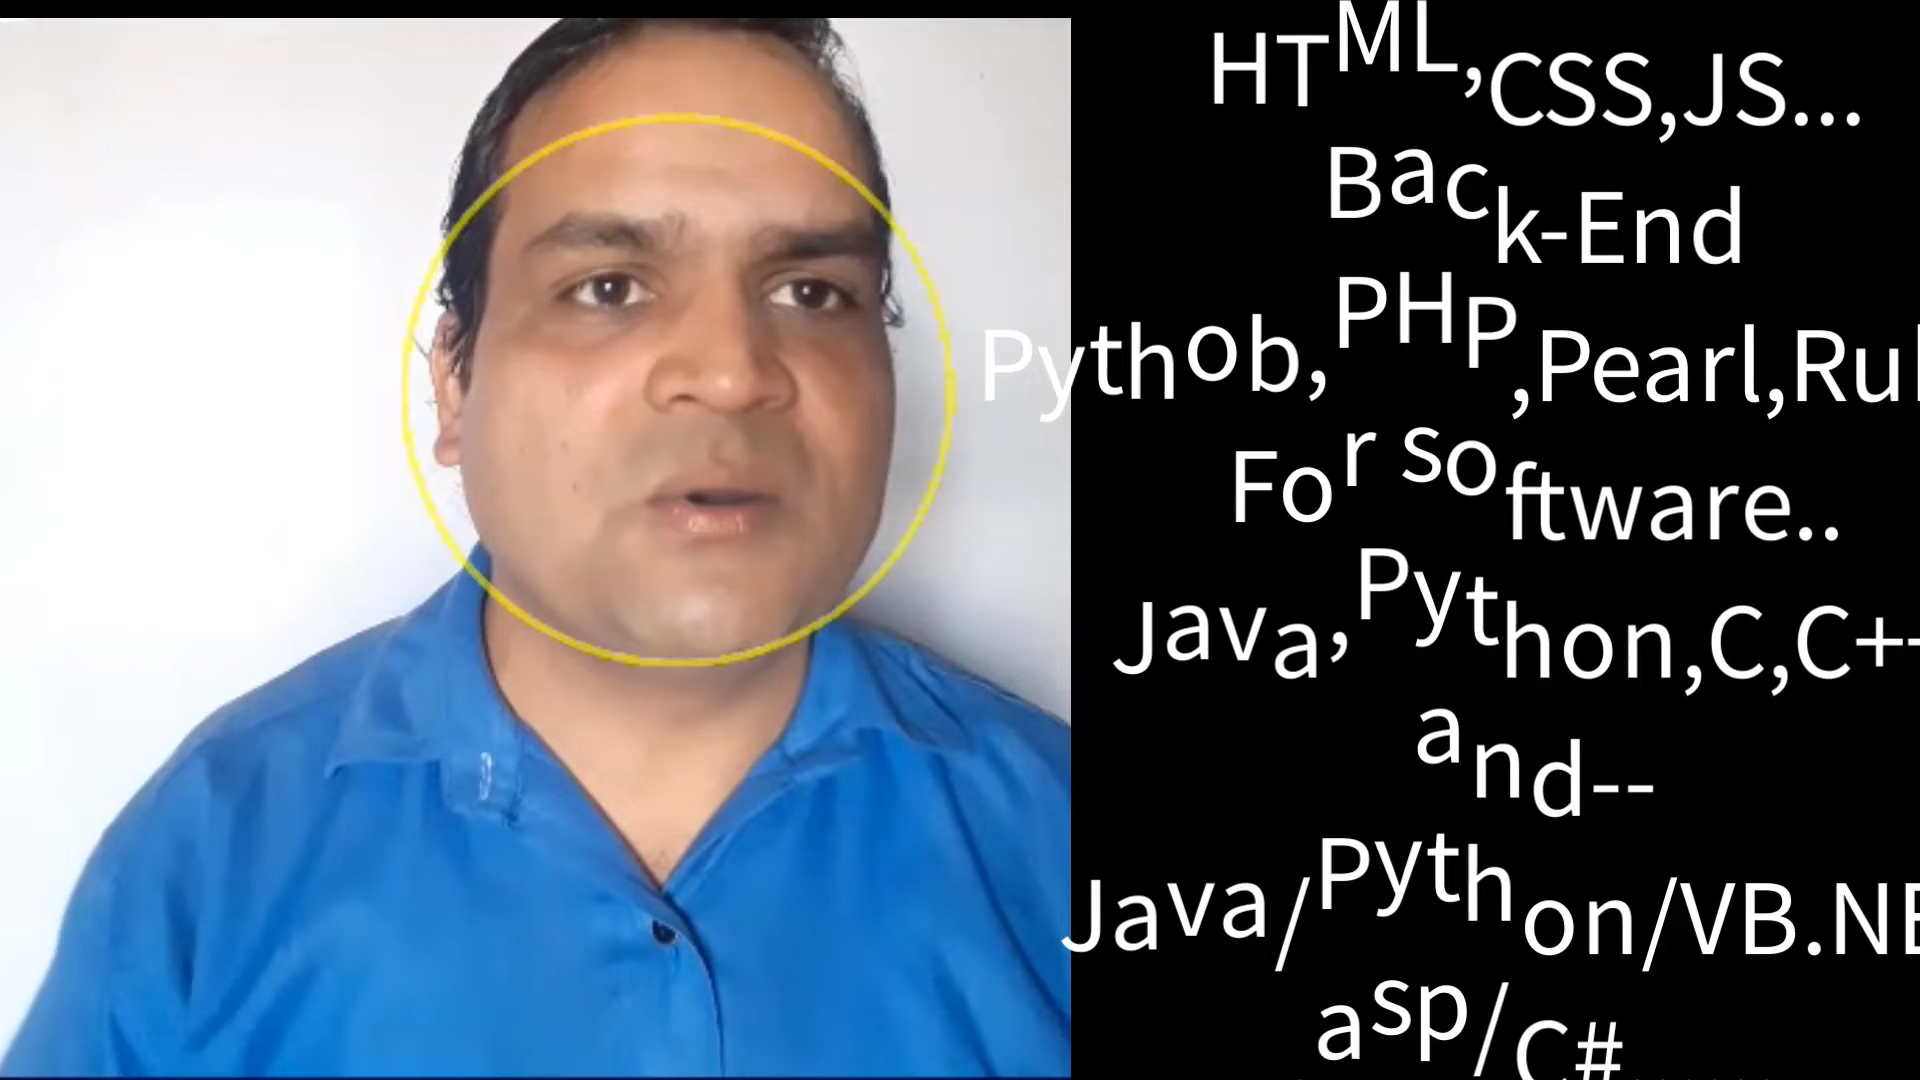 HTML,CSS,JS...
Back-End
Pythob,PHP,Pearl,Ru
For software..
Java,Python,C,C++
and--
Java/Python/VB.NE
asp/C#